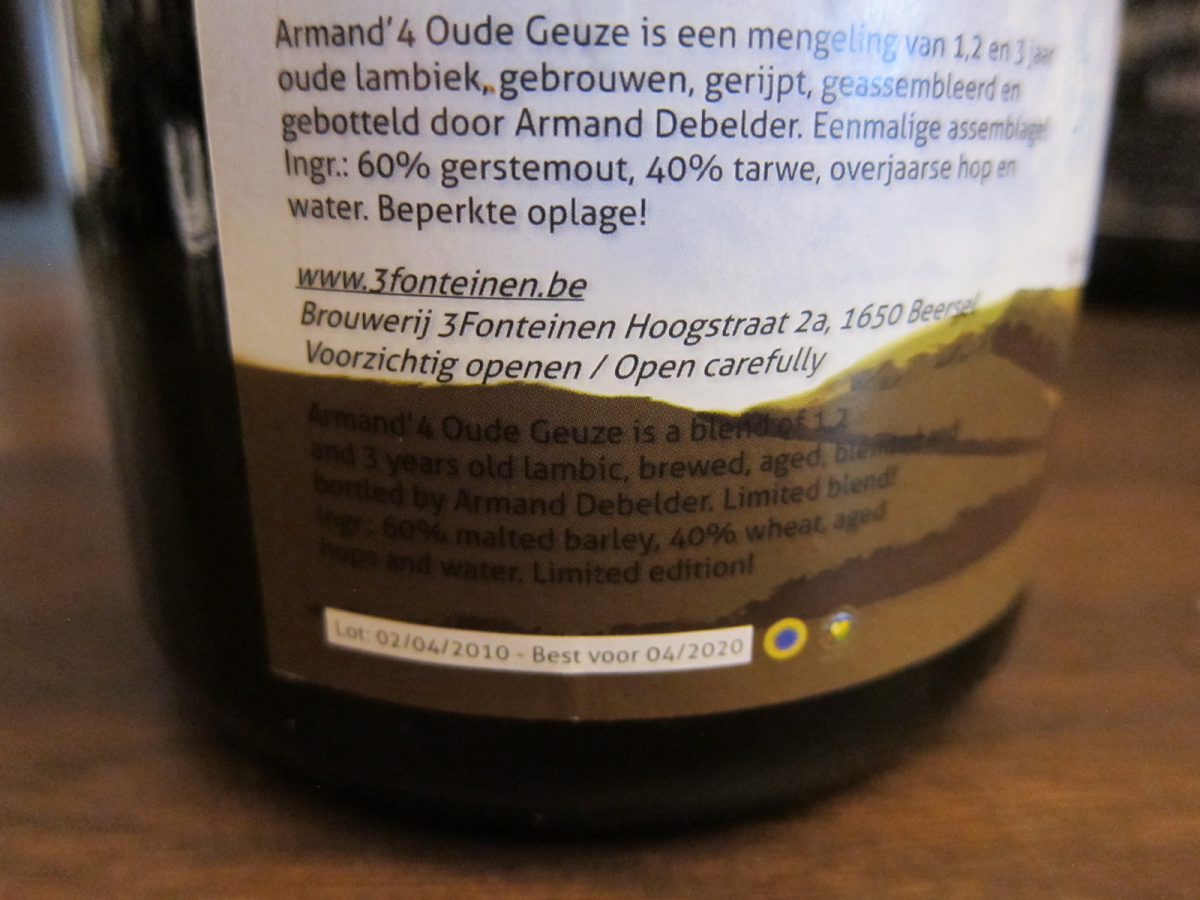 Armand'4 Oude Geuze is een mengeling van 1,2 en 3 jaar
oude lambiek, gebrouwen, gerijpt, geassembleerd en
gebotteld door Armand Debelder. Eenmalige assemblage!
Ingr.: 60% gerstemout, 40% tarwe, overjaarse hop en
water. Beperkte oplage!
www.3fonteinen.be
Brouwerij 3Fonteinen Hoogstraat 2a, 1650 Beersel
Voorzichtig openen / Open carefully
Armand'4 Oude Geuze is a blend of 1,2
and 3 years old lambic, brewed, aged, blended and
bottled by Armand Debelder. Limited blend!
Ingr.: 60% malted barley, 40% wheat, aged
hops and water. Limited edition!
Lot: 02/04/2010 - Best voor 04/2020